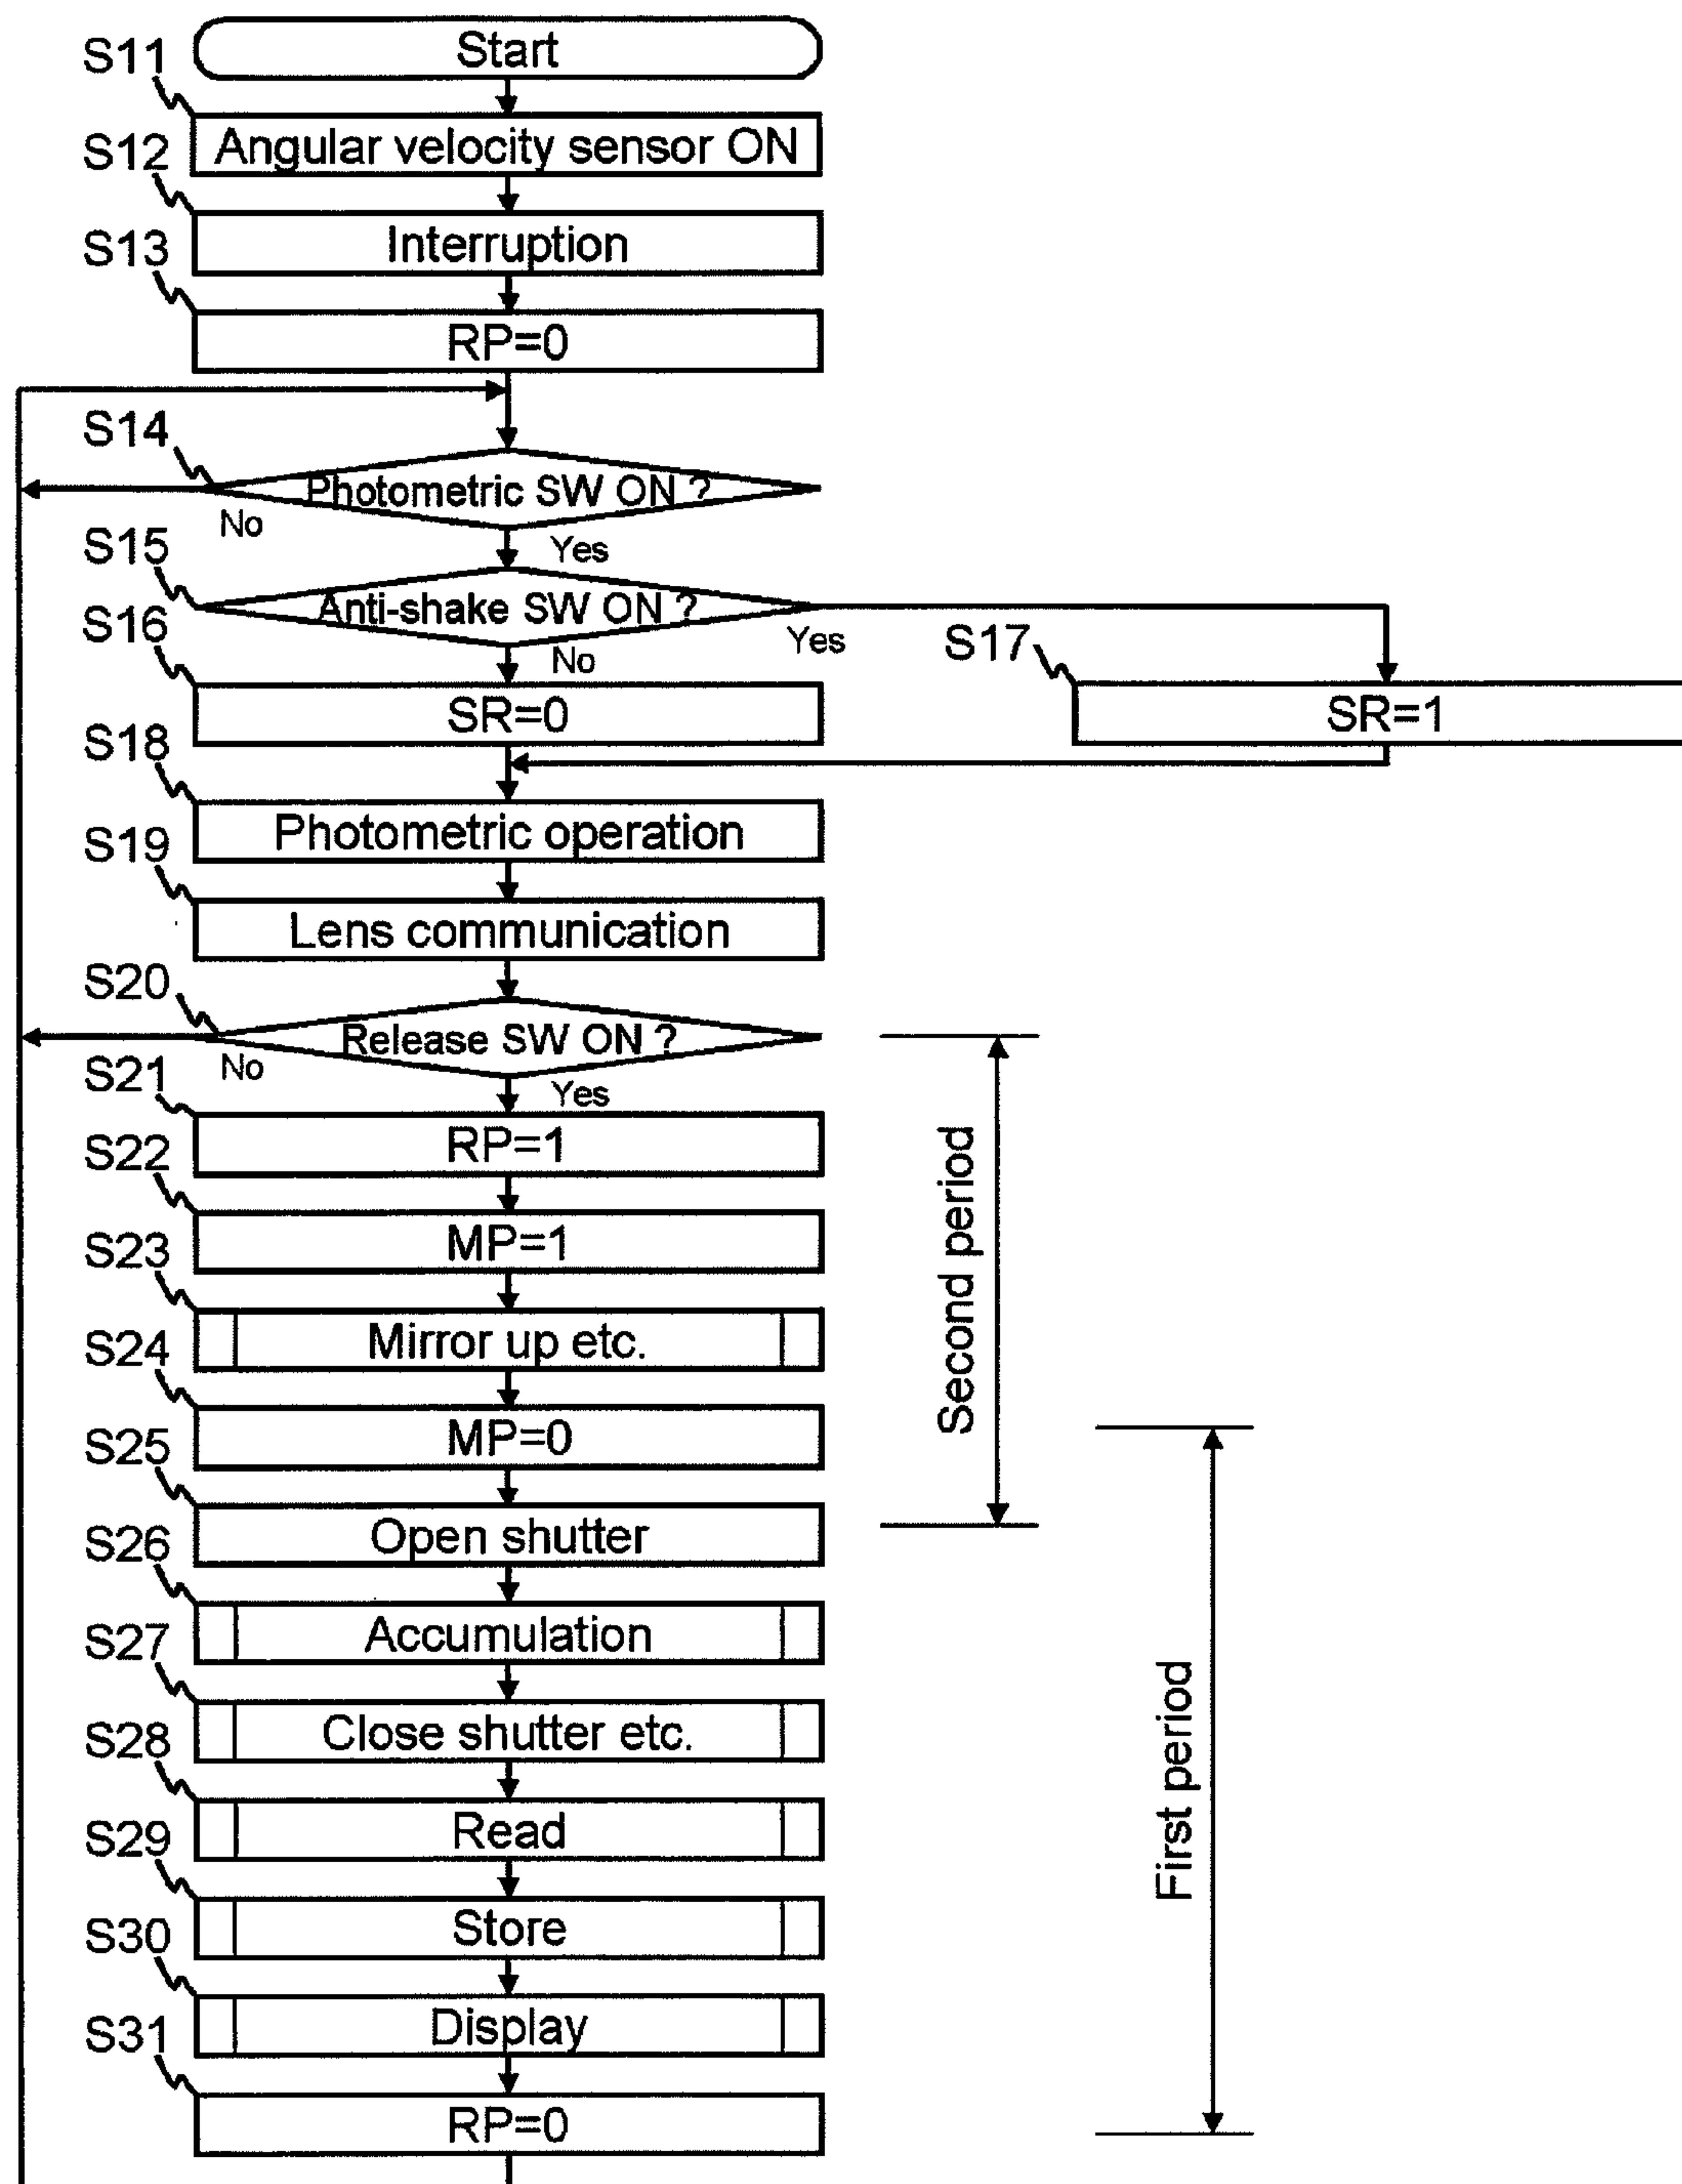 Start
S11
Angular velocity sensor ON
S12
Interruption
S13
RP=0
S14
Photometric SW ON ?
No
Yes
S15
Anti-shake SW ON ?
Yes
No
S16
SR=0
S17
SR=1
S18
Photometric operation
S19
Lens communication
S20
Release SW ON ?
No
Yes
S21
RP=1
S22
MP=1
S23
Mirror up etc.
S24
MP=0
S25
Open shutter
Second period
S26
Accumulation
S27
Close shutter etc.
S28
Read
S29
Store
S30
Display
S31
RP=0
First period